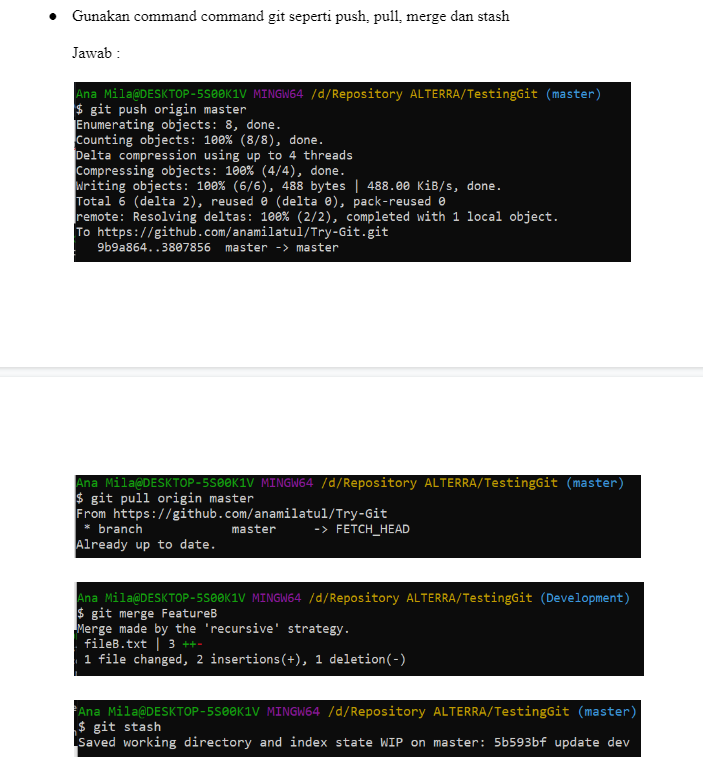 ● Gunakan command command git seperti push, pull, merge dan stash
Jawab :
Ana Mila@DESKTOP-5S00K1V MINGW64 /d/Repository ALTERRA/TestingGit (master)
$ git push origin master
Enumerating objects: 8, done.
Counting objects: 100% (8/8), done.
Delta compression using up to 4 threads
Compressing objects: 100% (4/4), done.
Writing objects: 100% (6/6), 488 bytes | 488.00 KiB/s, done.
Total 6 (delta 2), reused 0 (delta 0), pack-reused 0
remote: Resolving deltas: 100% (2/2), completed with 1 local object.
To https://github.com/anamilatul/Try-Git.git
9b9a864..3807856  master -> master
Ana Mila@DESKTOP-5S00K1V MINGW64 /d/Repository ALTERRA/TestingGit (master)
$ git pull origin master
From https://github.com/anamilatul/Try-Git
* branch            master     -> FETCH_HEAD
Already up to date.
Ana Mila@DESKTOP-5S00K1V MINGW64 /d/Repository ALTERRA/TestingGit (Development)
$ git merge FeatureB
Merge made by the 'recursive' strategy.
fileB.txt | 3 ++-
1 file changed, 2 insertions(+), 1 deletion(-)
Ana Mila@DESKTOP-5S00K1V MINGW64 /d/Repository ALTERRA/TestingGit (master)
$ git stash
Saved working directory and index state WIP on master: 5b593bf update dev